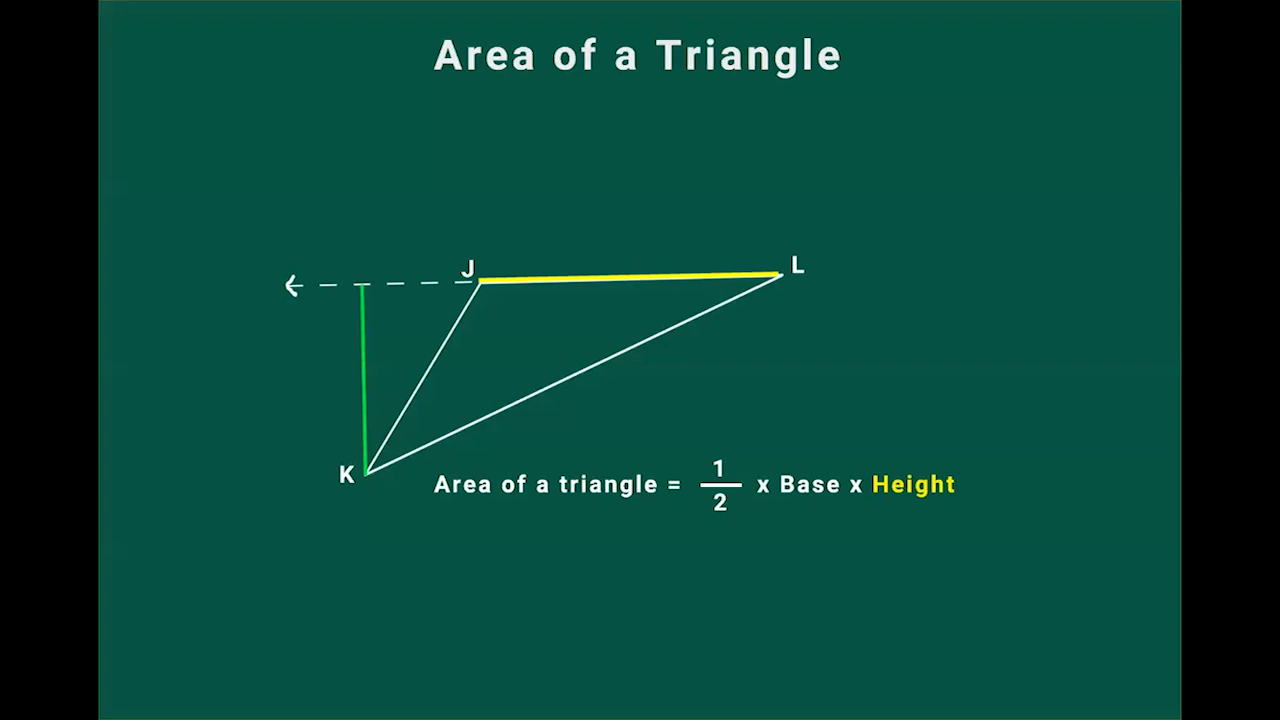 Area of a Triangle
J
L
K
Area of a triangle = 1/2 x Base x Height